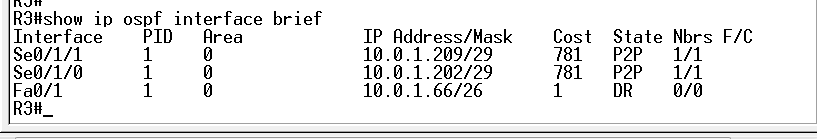 R3#
R3#show ip ospf interface brief
Interface    PID   Area            IP Address/Mask    Cost  State Nbrs F/C
Se0/1/1      1     0               10.0.1.209/29      781   P2P   1/1
Se0/1/0      1     0               10.0.1.202/29      781   P2P   1/1
Fa0/1        1     0               10.0.1.66/26       1     DR    0/0
R3#_